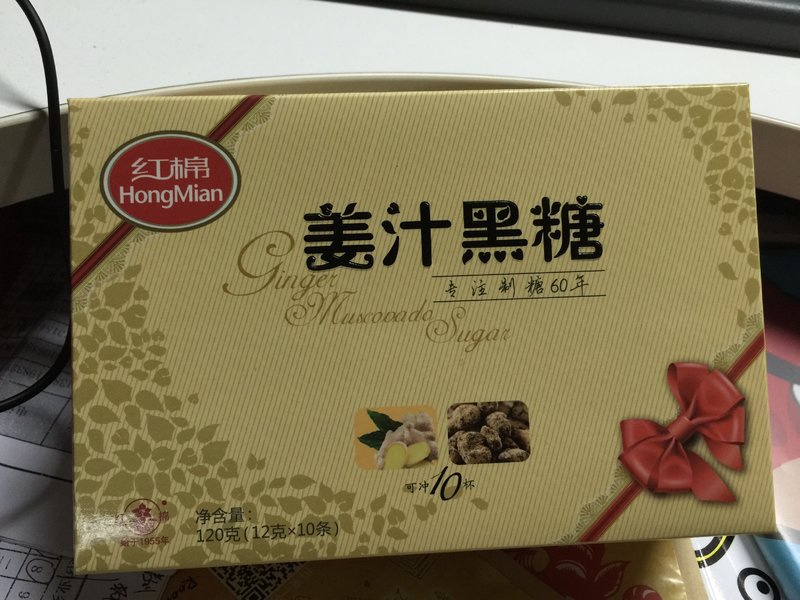 红棉
HongMian
姜汁黑糖
Ginger
Muscovado
Sugar
专注制糖60年
可冲10杯
红棉
始于1955年
净含量：
120克(12克×10条)